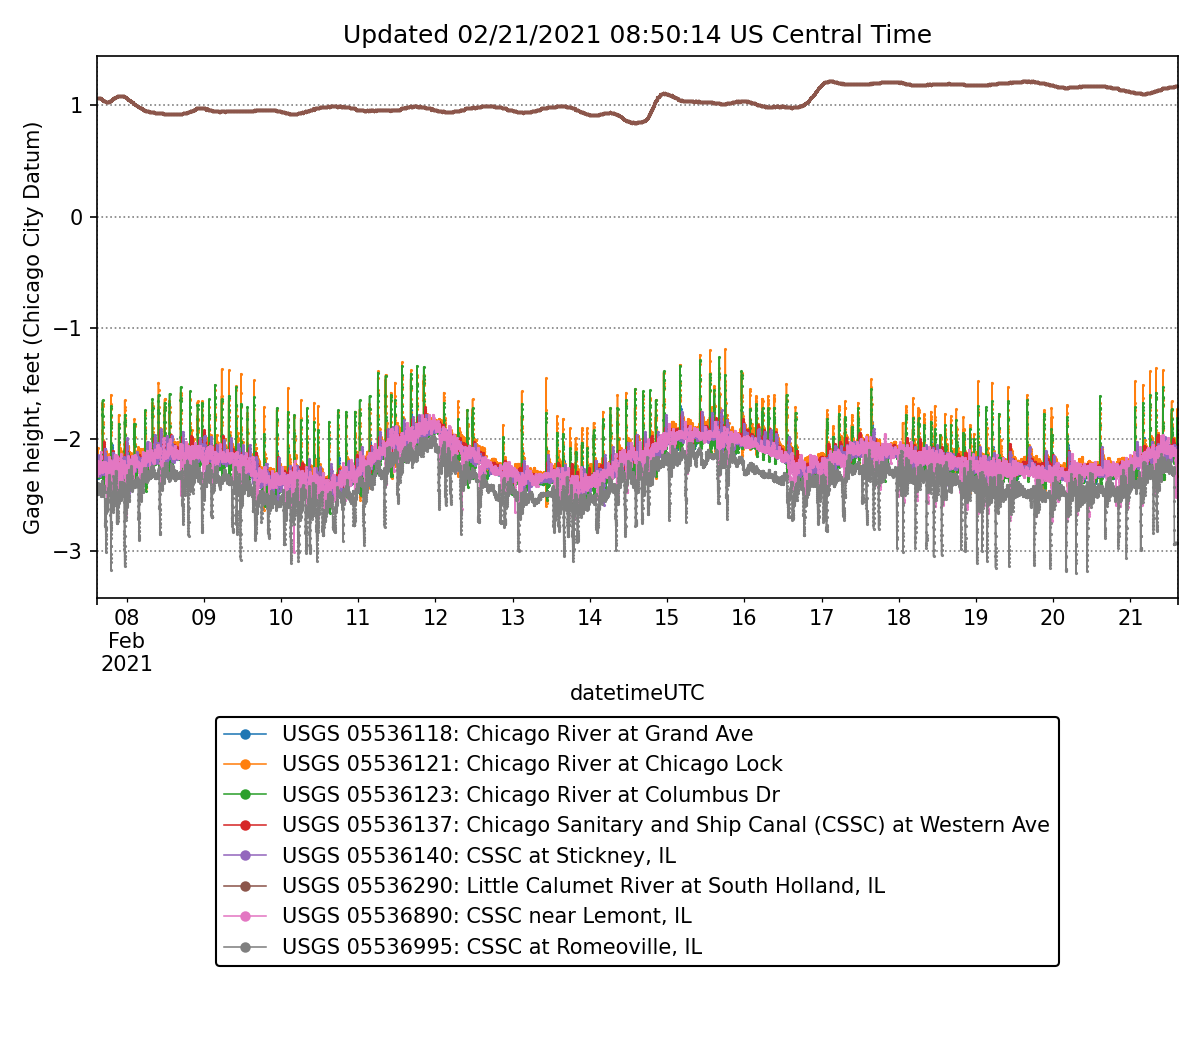 Updated 02/21/2021 08:50:14 US Central Time
Gage height, feet (Chicago City Datum)
1
0
−1
−2
−3
08 09 10 11 12 13 14 15 16 17 18 19 20 21
Feb
2021
datetimeUTC
USGS 05536118: Chicago River at Grand Ave
USGS 05536121: Chicago River at Chicago Lock
USGS 05536123: Chicago River at Columbus Dr
USGS 05536137: Chicago Sanitary and Ship Canal (CSSC) at Western Ave
USGS 05536140: CSSC at Stickney, IL
USGS 05536290: Little Calumet River at South Holland, IL
USGS 05536890: CSSC near Lemont, IL
USGS 05536995: CSSC at Romeoville, IL